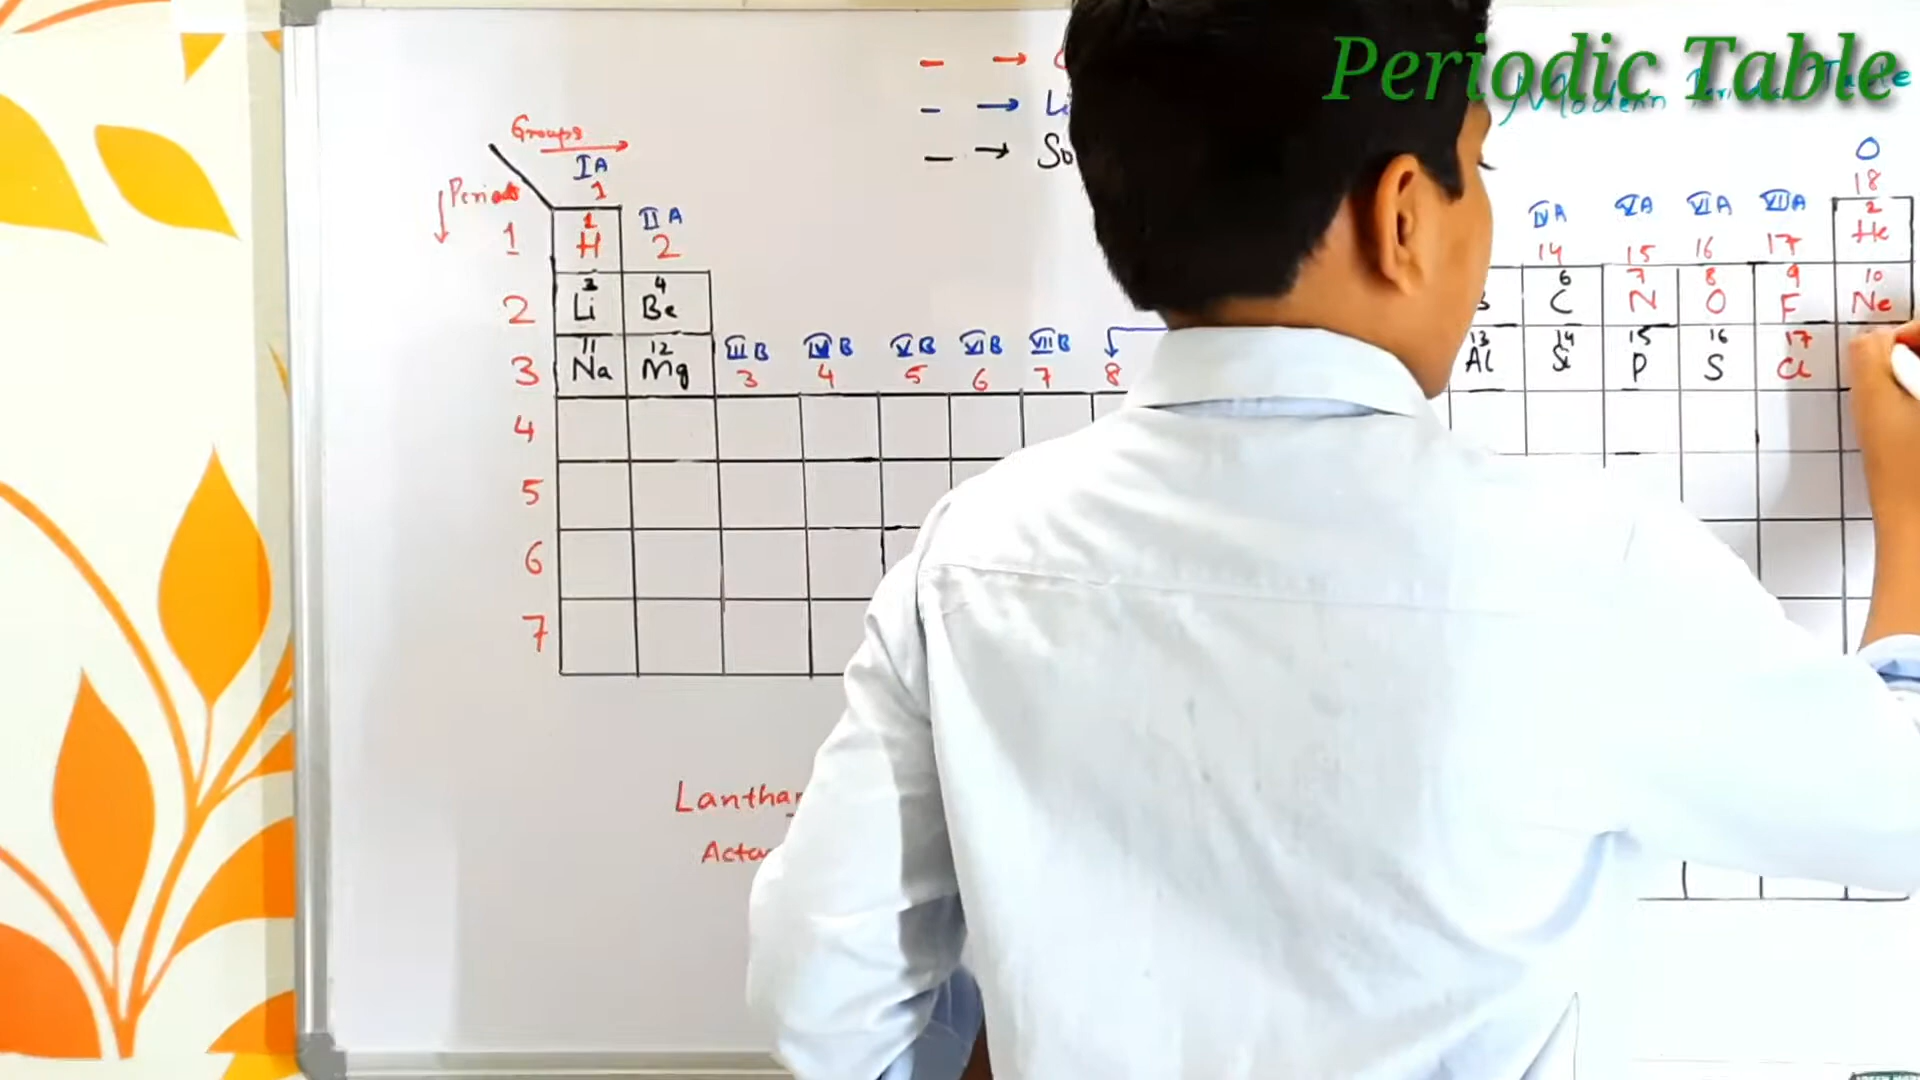 Periodic Table
Modern Periodic Table
Groups
Periods
IA
1
IIA
2
IIIB IVB VB VIB VIIB
3 4 5 6 7 8
IVA VA VIA VIIA
14 15 16 17
O
18
1
1
H
2
He
2
3
Li
4
Be
6
C
7
N
8
O
9
F
10
Ne
3
11
Na
12
Mg
13
Al
14
Si
15
P
16
S
17
Cl
4
5
6
7